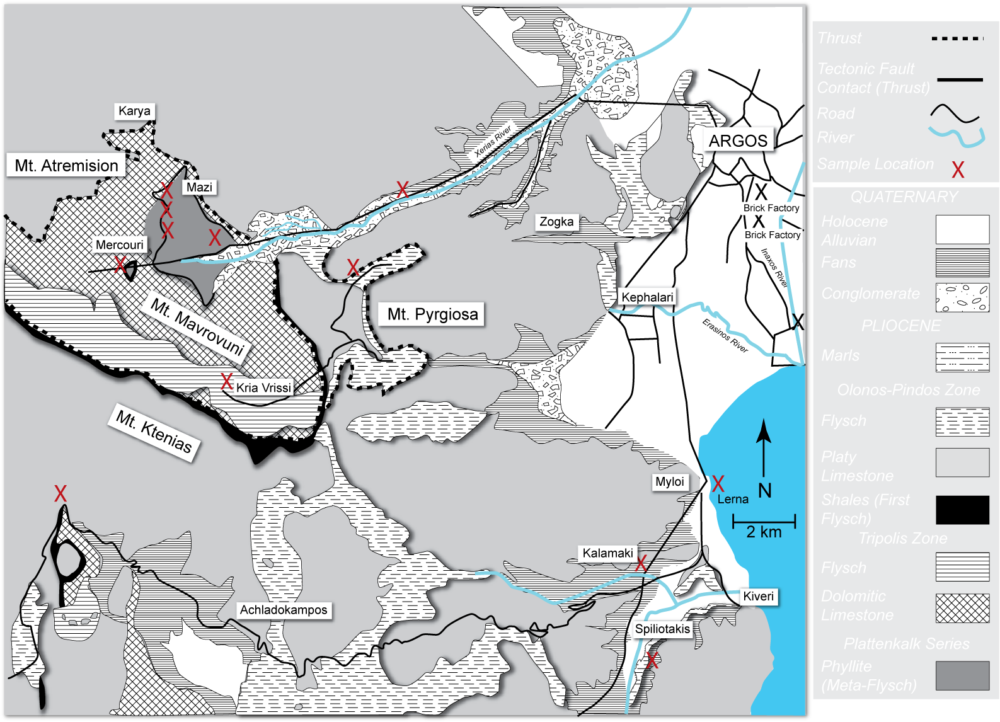 Karya
Mt. Atremision
Mazi
Mercouri
Mt. Mavrovuni
Kria Vrissi
Mt. Ktenias
Xerias River
Zogka
Mt. Pyrgiosa
ARGOS
X
Brick Factory
X
Brick Factory
Inaxos River
X
Kephalari
Erasinos River
Myloi
Lerna
N
2 km
Kalamaki
Kiveri
Achladokampos
Spiliotakis
X
X
X
X
X
X
X
X
X
X
X
X
Thrust
Tectonic Fault
Contact (Thrust)
Road
River
Sample Location X
QUATERNARY
Holocene
Alluvian
Fans
Conglomerate
PLIOCENE
Marls
Olonos-Pindos Zone
Flysch
Platy
Limestone
Shales (First
Flysch)
Tripolis Zone
Flysch
Dolomitic
Limestone
Plattenkalk Series
Phyllite
(Meta-Flysch)